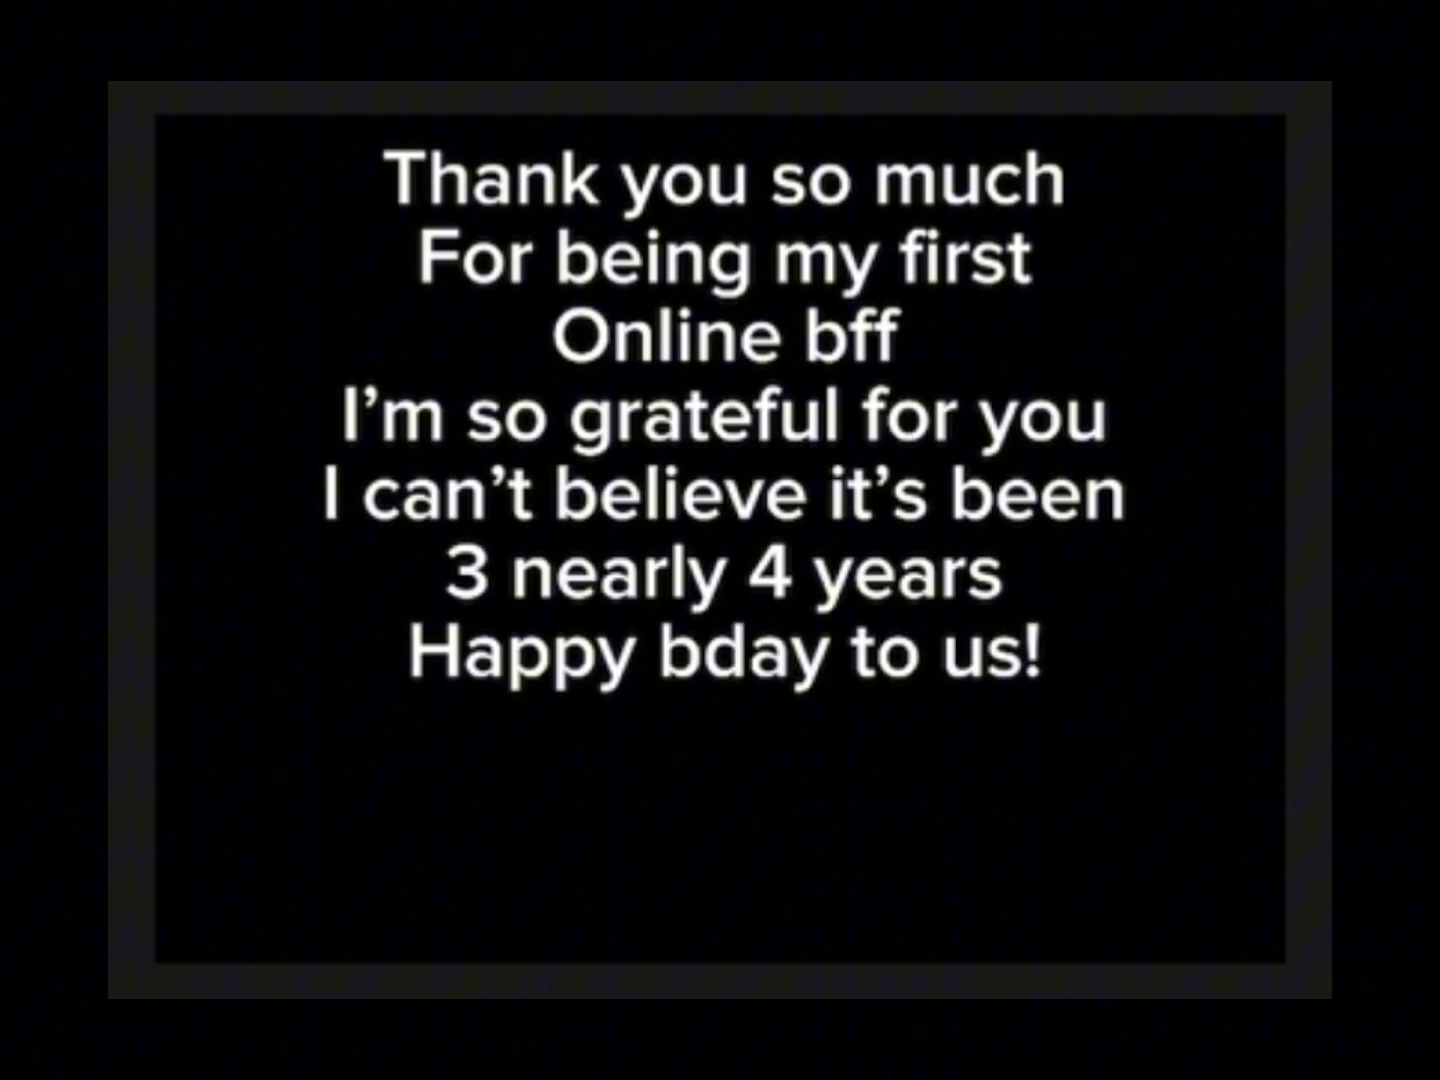 Thank you so much
For being my first
Online bff
I’m so grateful for you
I can’t believe it’s been
3 nearly 4 years
Happy bday to us!